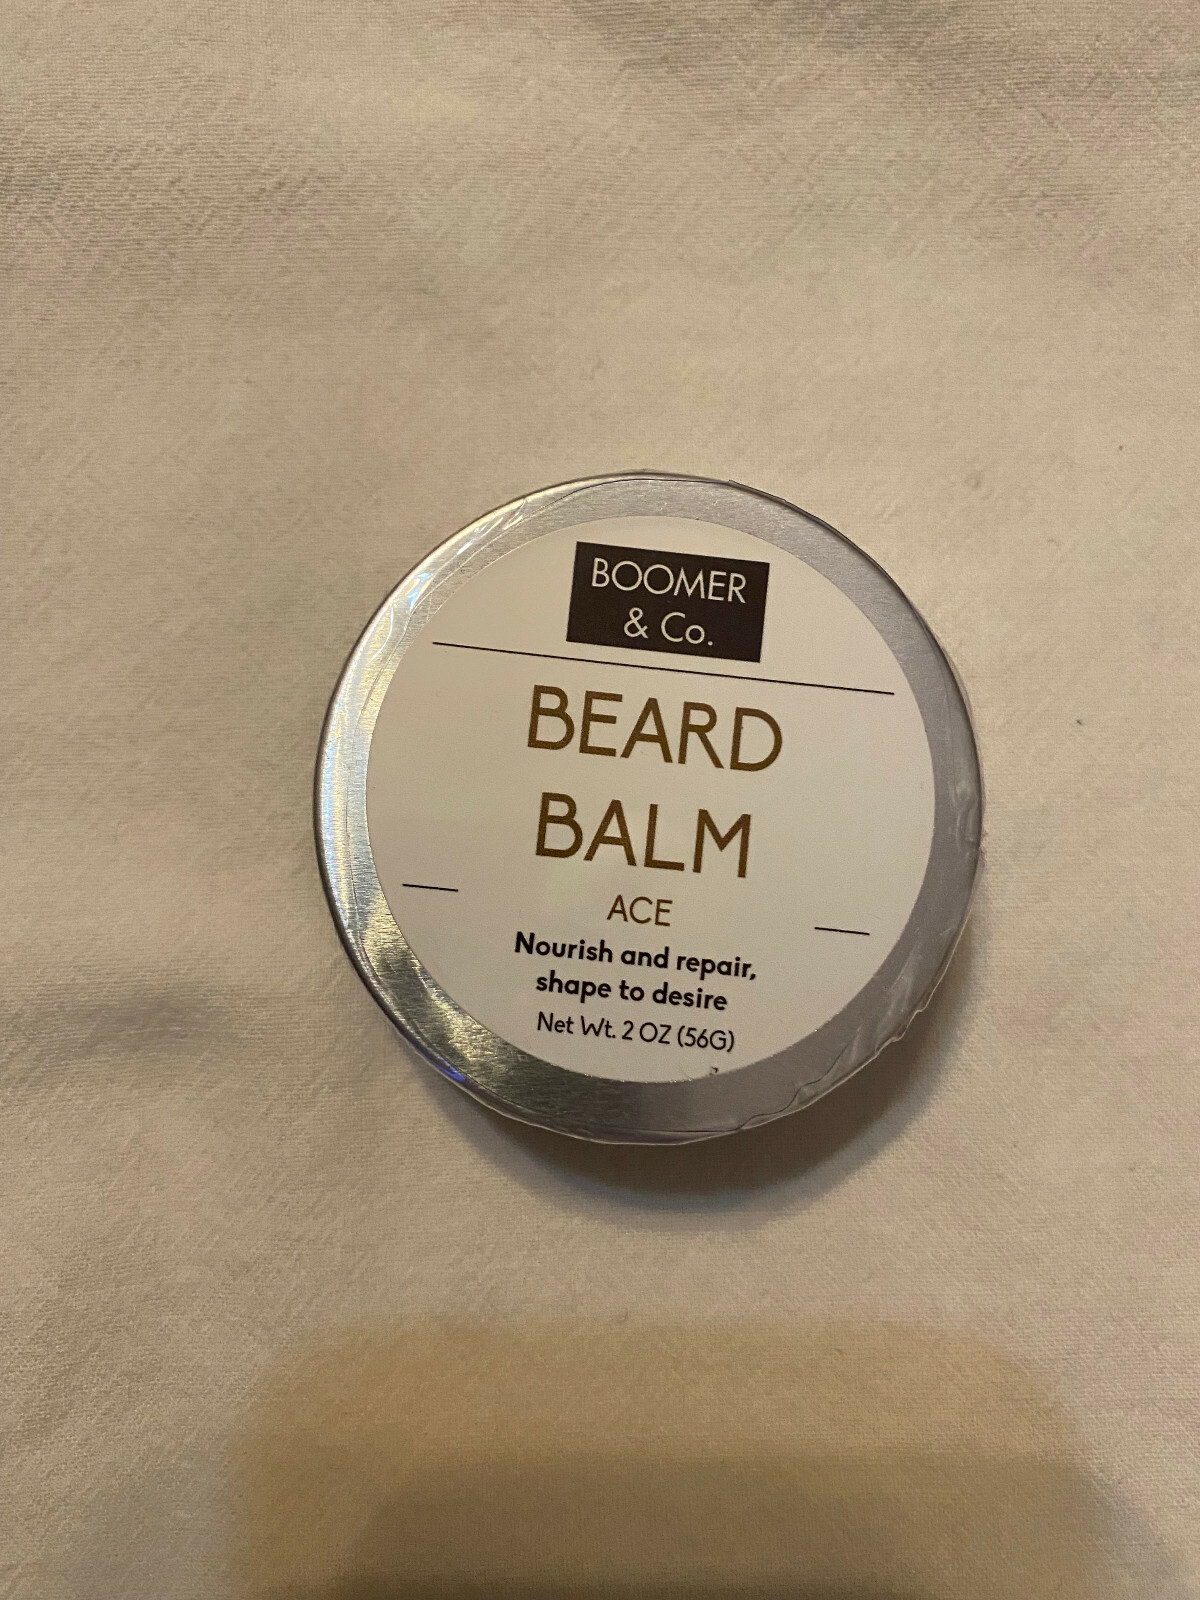 BOOMER
& Co.
BEARD
BALM
ACE
Nourish and repair,
shape to desire
Net Wt. 2 OZ (56G)